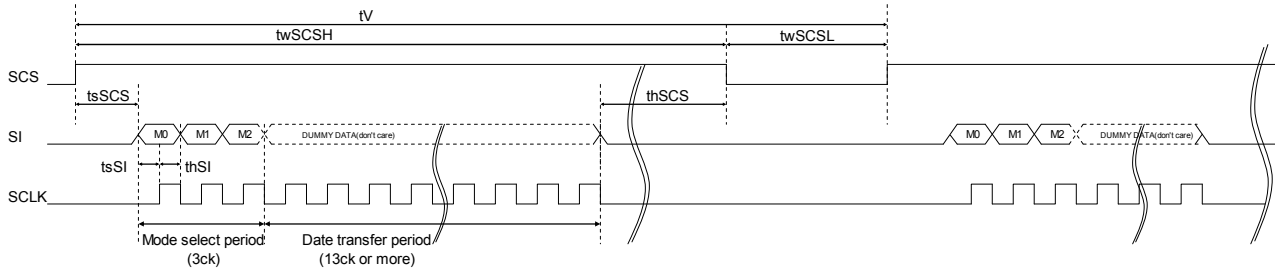 tV
twSCSH
twSCSL
SCS
tsSCS
thSCS
SI
M0
M1
M2
DUMMY DATA(don't care)
M0
M1
M2
DUMMY DATA(don't care)
tsSI
thSI
SCLK
Mode select period
(3ck)
Date transfer period
(13ck or more)